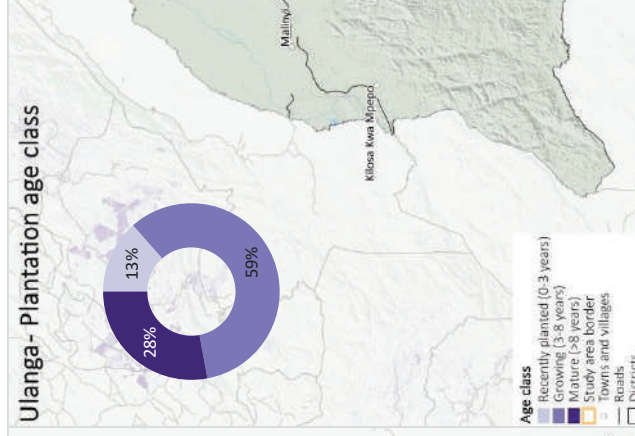 Ulanga- Plantation age class
13%
28%
59%
Malinyi
Kilosa Kwa Mpepo
Age class
Recently planted (0-3 years)
Growing (3-8 years)
Mature (>8 years)
Study area border
Towns and villages
Roads
Districts